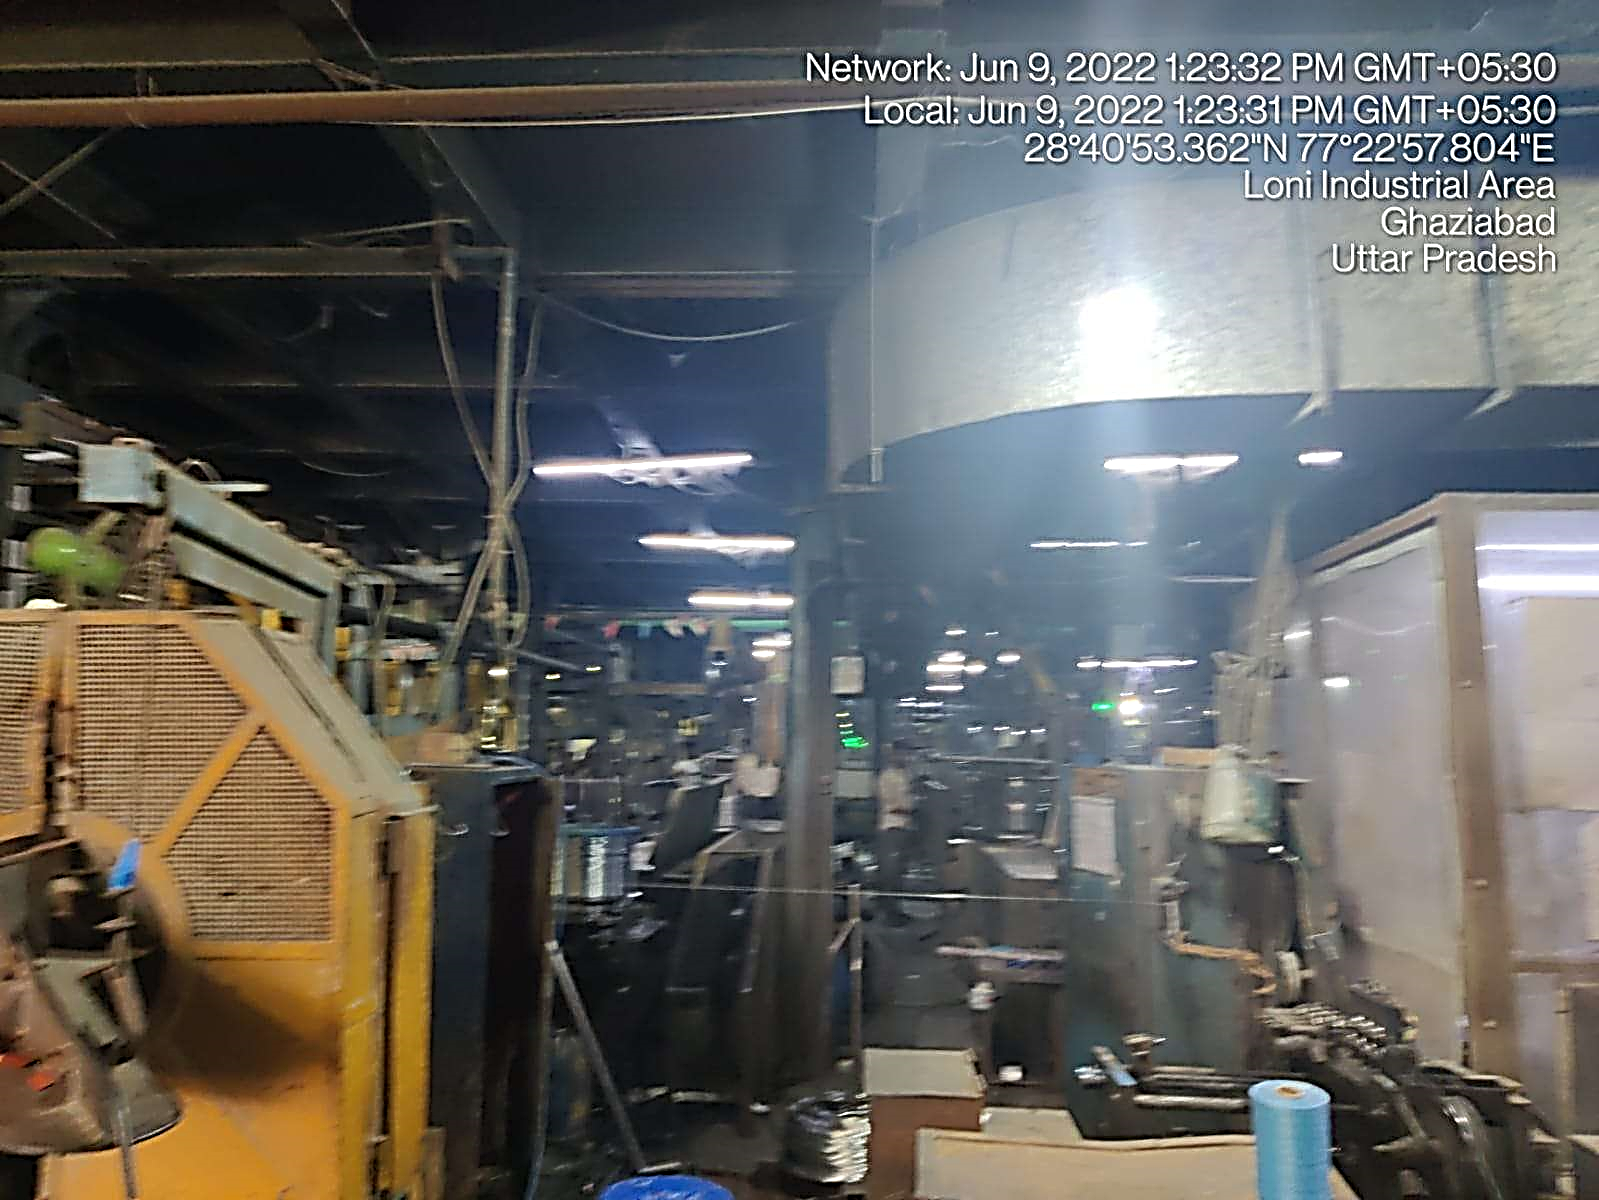 Network: Jun 9, 2022 1:23:32 PM GMT+05:30
Local: Jun 9, 2022 1:23:31 PM GMT+05:30
28°40'53.362"N 77°22'57.804"E
Loni Industrial Area
Ghaziabad
Uttar Pradesh